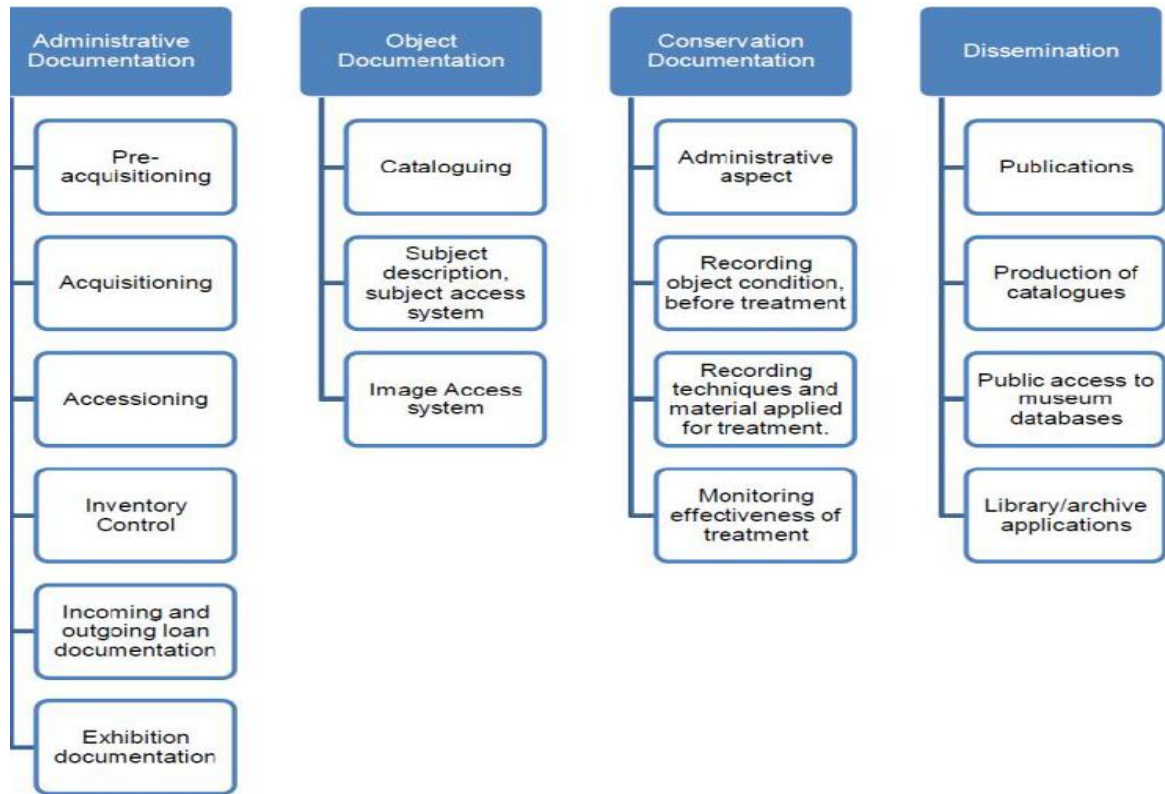 Administrative
Documentation
Pre-
acquisitioning
Acquisitioning
Accessioning
Inventory
Control
Incoming and
outgoing loan
documentation
Exhibition
documentation
Object
Documentation
Cataloguing
Subject
description,
subject access
system
Image Access
system
Conservation
Documentation
Administrative
aspect
Recording
object condition,
before treatment
Recording
techniques and
material applied
for treatment.
Monitoring
effectiveness of
treatment
Dissemination
Publications
Production of
catalogues
Public access to
museum
databases
Library/archive
applications